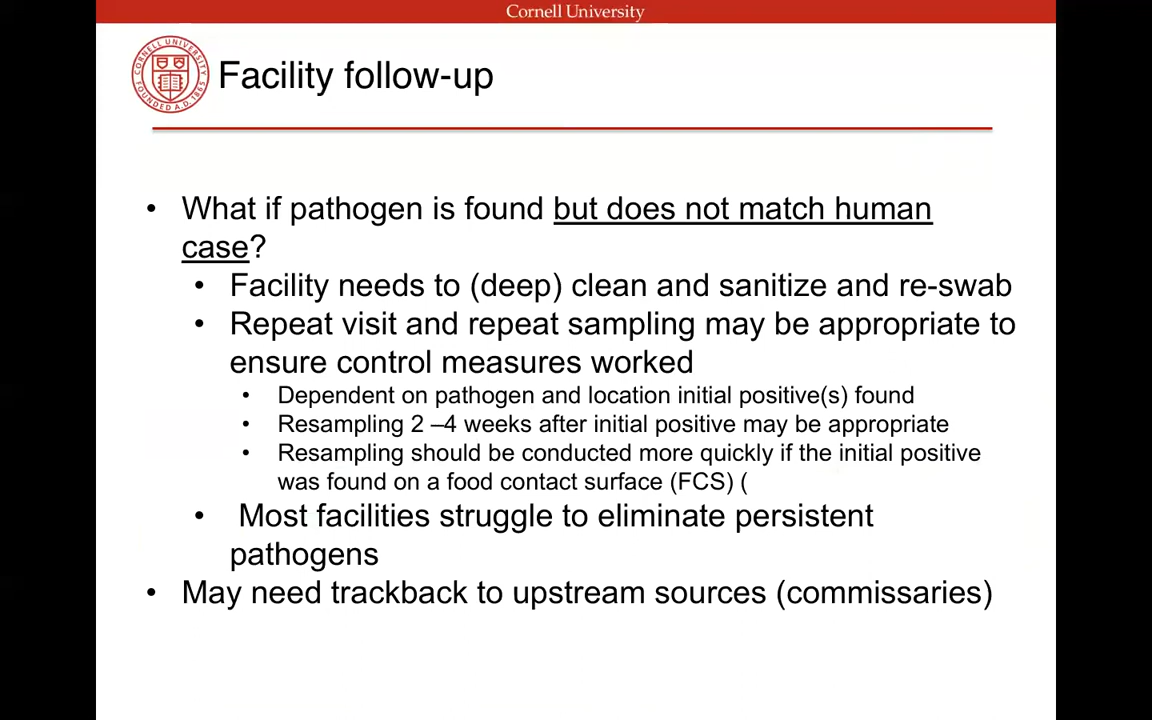 Cornell University
CORNELL UNIVERSITY
FOUNDED A.D. 1865
Facility follow-up
• What if pathogen is found but does not match human
case?
• Facility needs to (deep) clean and sanitize and re-swab
• Repeat visit and repeat sampling may be appropriate to
ensure control measures worked
• Dependent on pathogen and location initial positive(s) found
• Resampling 2 –4 weeks after initial positive may be appropriate
• Resampling should be conducted more quickly if the initial positive
was found on a food contact surface (FCS) (
• Most facilities struggle to eliminate persistent
pathogens
• May need trackback to upstream sources (commissaries)